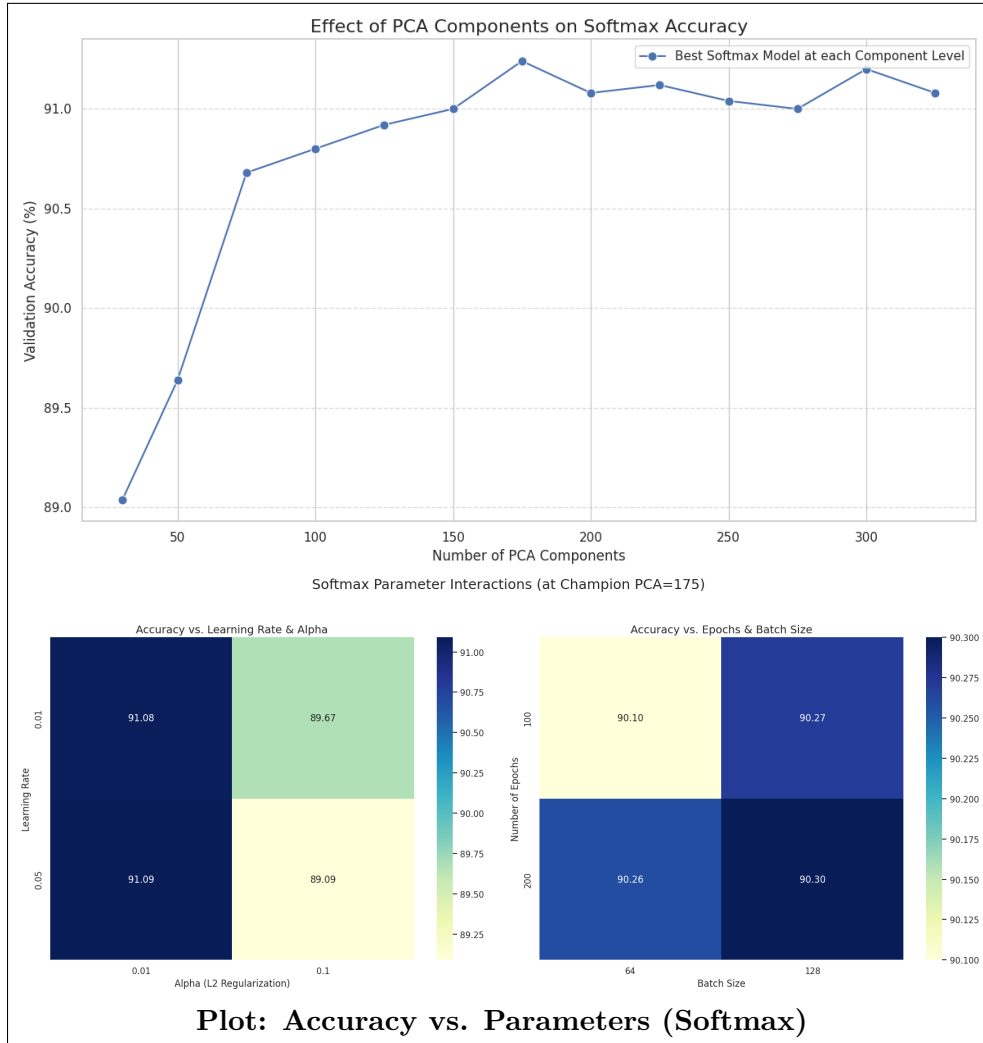 Effect of PCA Components on Softmax Accuracy
Best Softmax Model at each Component Level
Validation Accuracy (%)
91.0
90.5
90.0
89.5
89.0
50 100 150 200 250 300
Number of PCA Components
Softmax Parameter Interactions (at Champion PCA=175)
Accuracy vs. Learning Rate & Alpha
Learning Rate
0.01
0.05
91.08 89.67
91.09 89.09
0.01 0.1
Alpha (L2 Regularization)
91.00
90.75
90.50
90.25
90.00
89.75
89.50
89.25
Accuracy vs. Epochs & Batch Size
Number of Epochs
100
200
90.10 90.27
90.26 90.30
64 128
Batch Size
90.300
90.275
90.250
90.225
90.200
90.175
90.150
90.125
90.100
Plot: Accuracy vs. Parameters (Softmax)